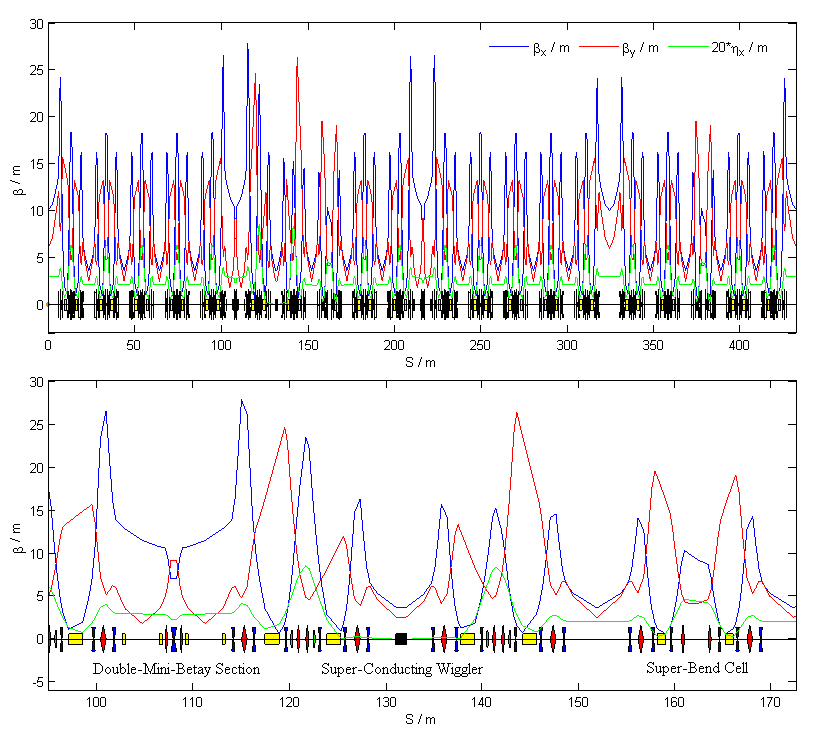 30
25
20
15
10
5
0
β / m
βx / m
βy / m
20*ηx / m
0 50 100 150 200 250 300 350 400
S / m
30
25
20
15
10
5
0
-5
β / m
Double-Mini-Betay Section
Super-Conducting Wiggler
Super-Bend Cell
100 110 120 130 140 150 160 170
S / m